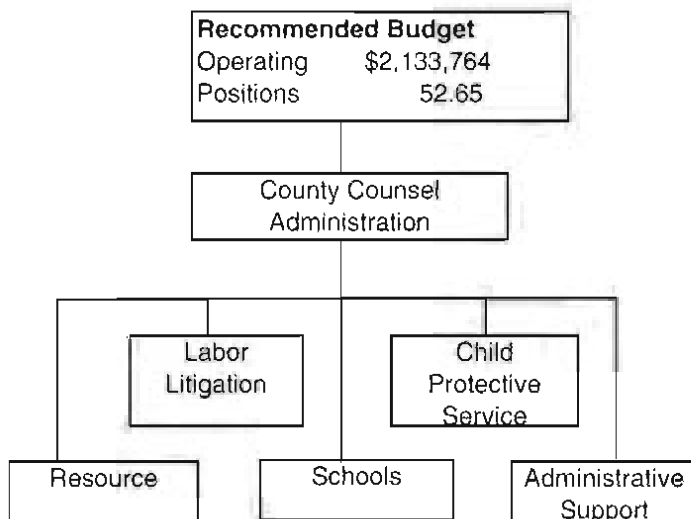 Recommended Budget
Operating $2,133,764
Positions 52.65
County Counsel
Administration
Labor
Litigation
Child
Protective
Service
Resource
Schools
Administrative
Support